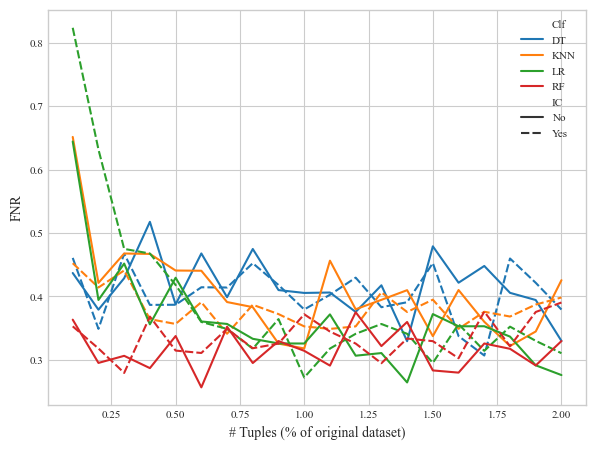 Clf
DT
KNN
LR
RF
IC
No
Yes
FNR
0.8
0.7
0.6
0.5
0.4
0.3
0.25
0.50
0.75
1.00
1.25
1.50
1.75
2.00
# Tuples (% of original dataset)